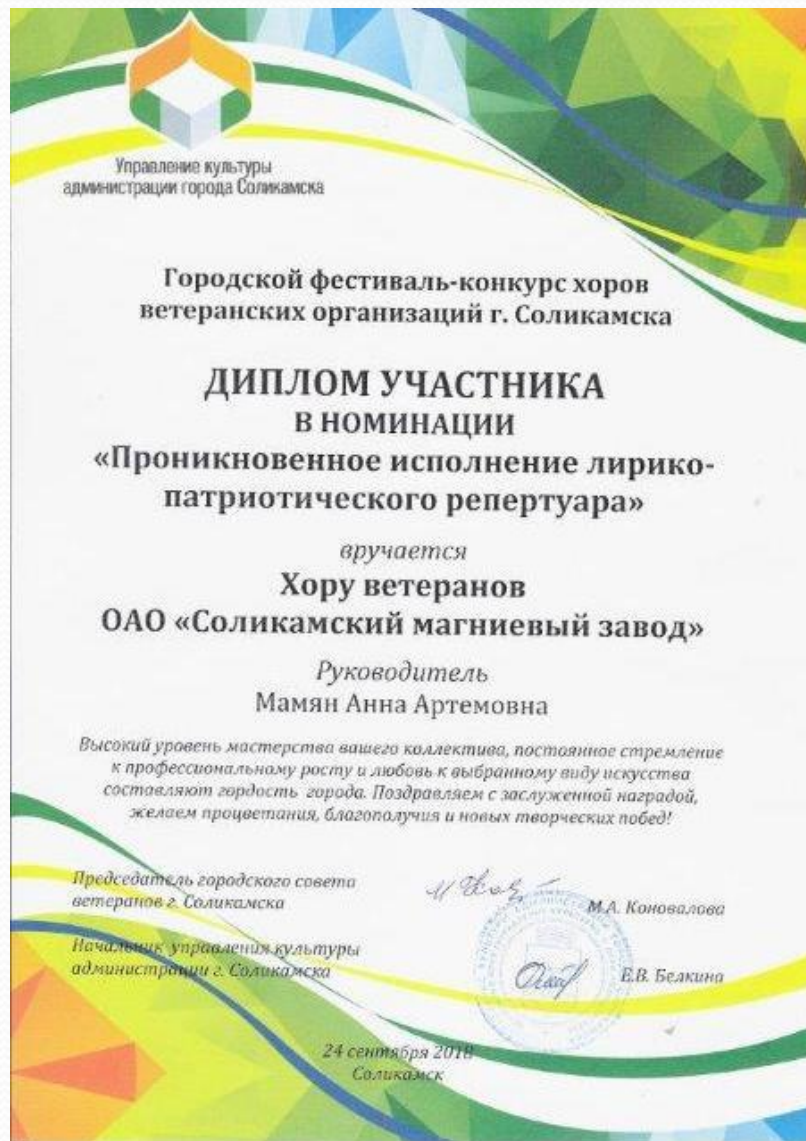 Управление культуры
администрации города Соликамска
Городской фестиваль-конкурс хоров
ветеранских организаций г. Соликамска
ДИПЛОМ УЧАСТНИКА
В НОМИНАЦИИ
«Проникновенное исполнение лирико-
патриотического репертуара»
вручается
Хору ветеранов
ОАО «Соликамский магниевый завод»
Руководитель
Мамян Анна Артемовна
Высокий уровень мастерства вашего коллектива, постоянное стремление
к профессиональному росту и любовь к выбранному виду искусства
составляют гордость города. Поздравляем с заслуженной наградой,
желаем процветания, благополучия и новых творческих побед!
Председатель городского совета
ветеранов г. Соликамска
М.А. Коновалова
Начальник управления культуры
администрации г. Соликамска
Е.В. Белкина
24 сентября 2018
Соликамск